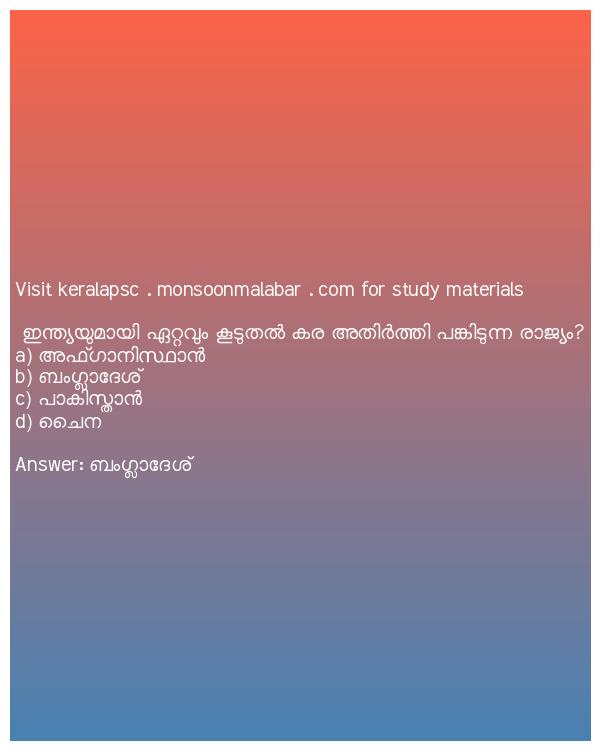 Visit keralapsc . monsoonmalabar . com for study materials
ഇന്ത്യയുമായി ഏറ്റവും കൂടുതൽ കര അതിർത്തി പങ്കിടുന്ന രാജ്യം?
a) അഫ്ഗാനിസ്ഥാൻ
b) ബംഗ്ലാദേശ്
c) പാകിസ്താൻ
d) ചൈന
Answer: ബംഗ്ലാദേശ്